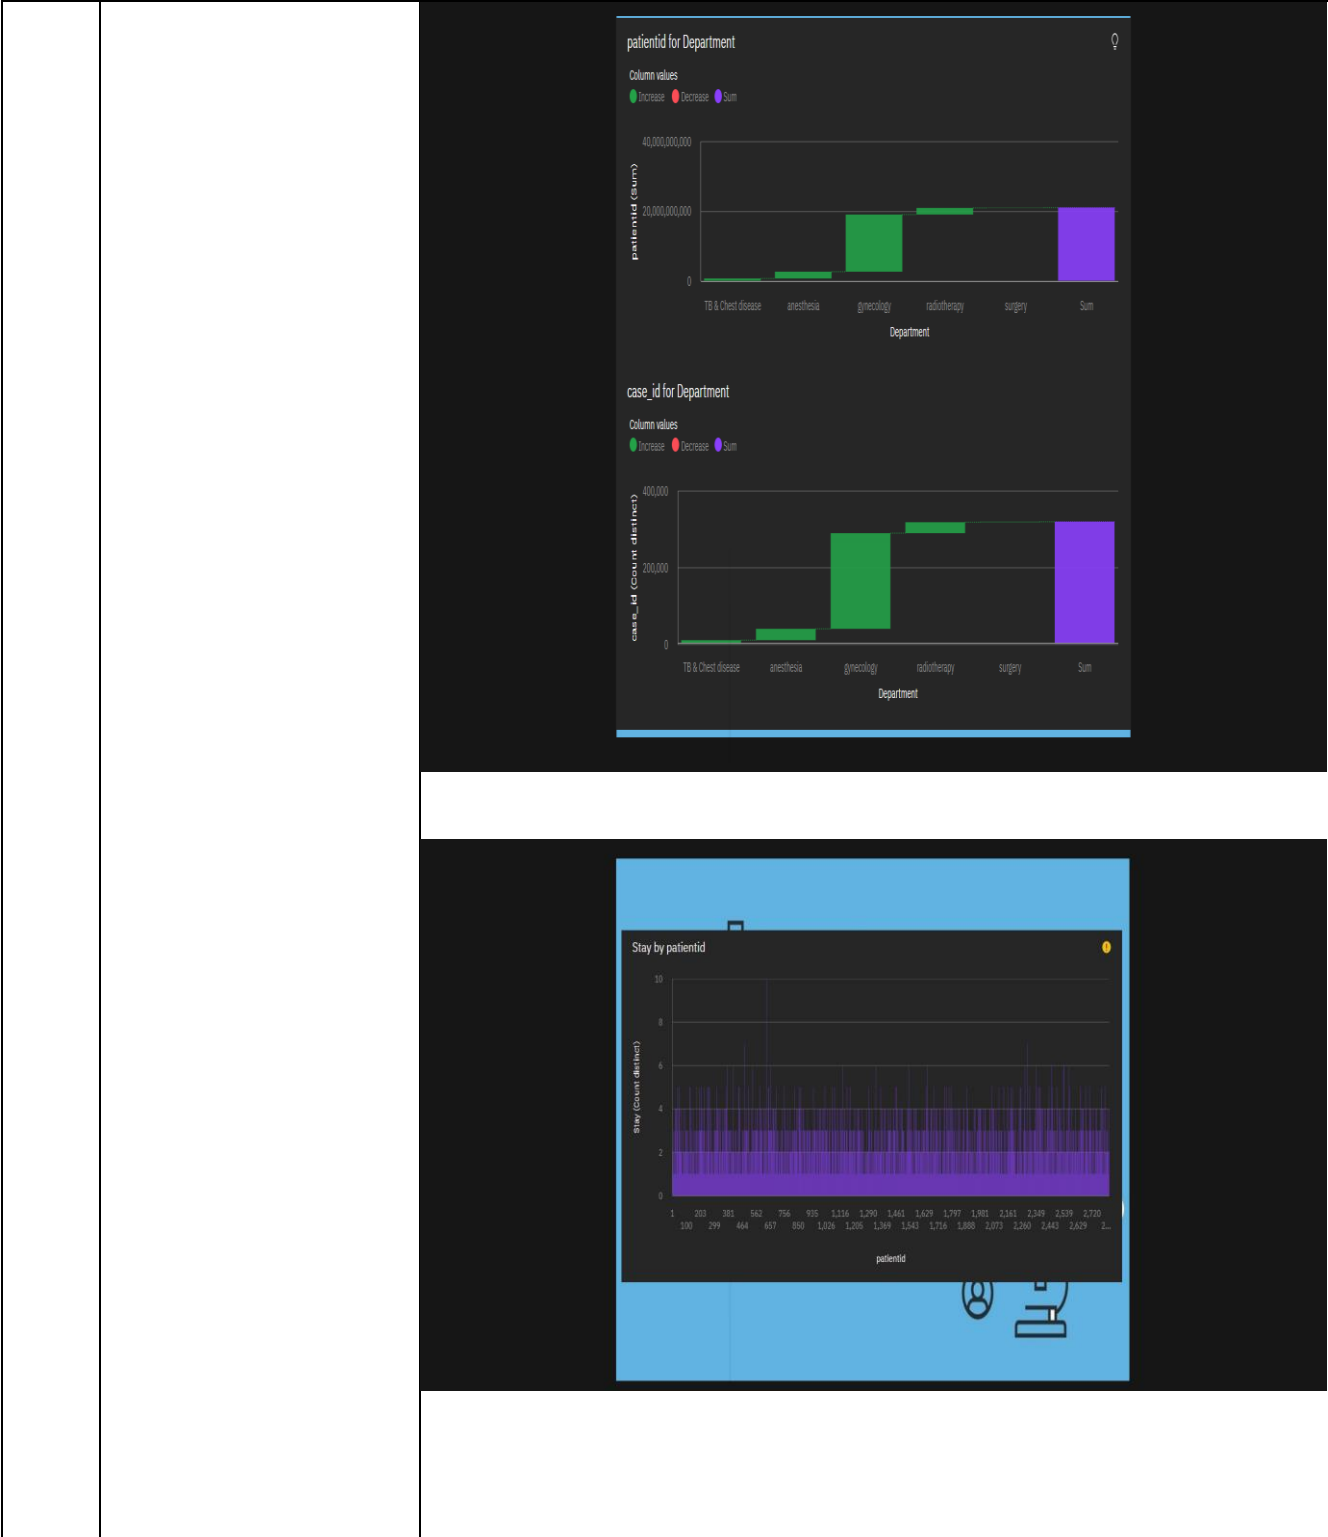 patientid for Department
Column values
Increase Decrease Sum
40,000,000,000
20,000,000,000
0
patientid (Sum)
TB & Chest disease anesthesia gynecology radiotherapy surgery Sum
Department
case_id for Department
Column values
Increase Decrease Sum
400,000
200,000
0
case_id (Count distinct)
TB & Chest disease anesthesia gynecology radiotherapy surgery Sum
Department
Stay by patientid
10
8
6
4
2
0
Stay (Count distinct)
1 203 381 562 756 935 1,116 1,290 1,461 1,629 1,797 1,981 2,161 2,349 2,539 2,720
100 299 464 657 850 1,026 1,205 1,369 1,543 1,716 1,888 2,073 2,260 2,443 2,629 2...
patientid